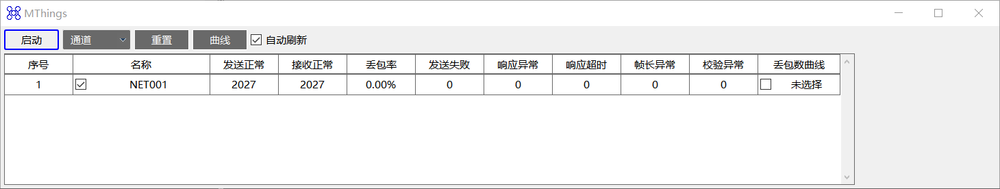 MThings
启动 通道 重置 曲线 自动刷新
序号 名称 发送正常 接收正常 丢包率 发送失败 响应异常 响应超时 帧长异常 校验异常 丢包数曲线
1 NET001 2027 2027 0.00% 0 0 0 0 0 未选择